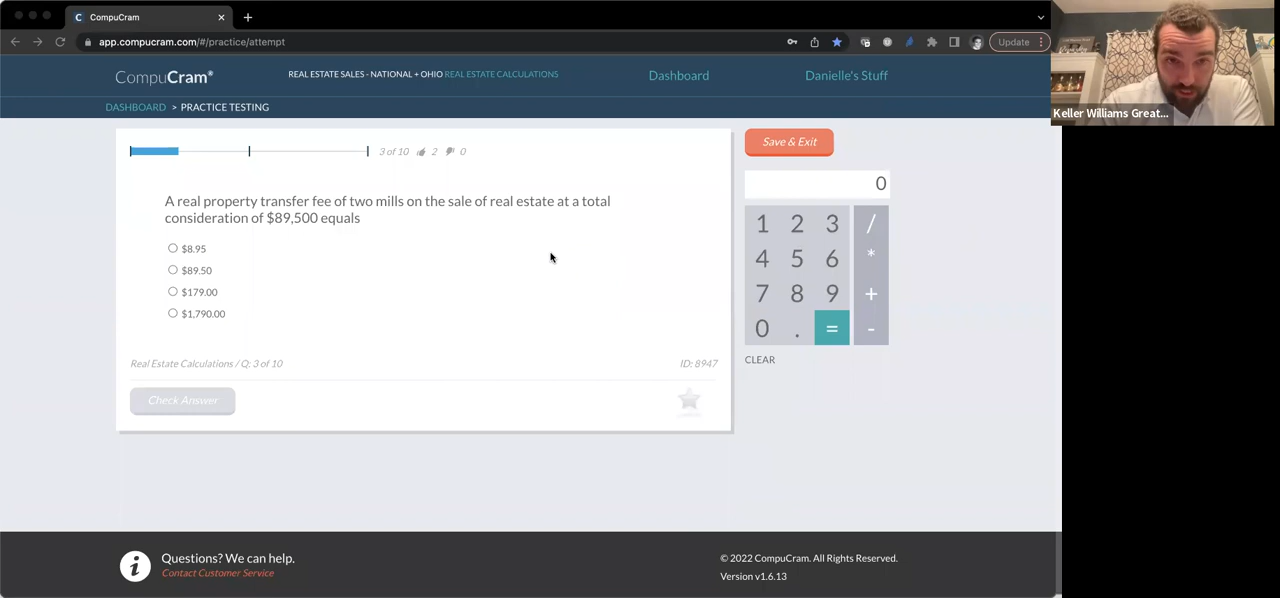 CompuCram
app.compucram.com/#/practice/attempt
Update
CompuCram®
REAL ESTATE SALES - NATIONAL + OHIO REAL ESTATE CALCULATIONS
Dashboard
Danielle's Stuff
DASHBOARD > PRACTICE TESTING
Keller Williams Great...
3 of 10 2 0
Save & Exit
A real property transfer fee of two mills on the sale of real estate at a total
consideration of $89,500 equals
$8.95
$89.50
$179.00
$1,790.00
0
1 2 3 /
4 5 6 *
7 8 9 +
0 . = -
CLEAR
Real Estate Calculations / Q: 3 of 10
ID: 8947
Check Answer
Questions? We can help.
Contact Customer Service
© 2022 CompuCram. All Rights Reserved.
Version v1.6.13